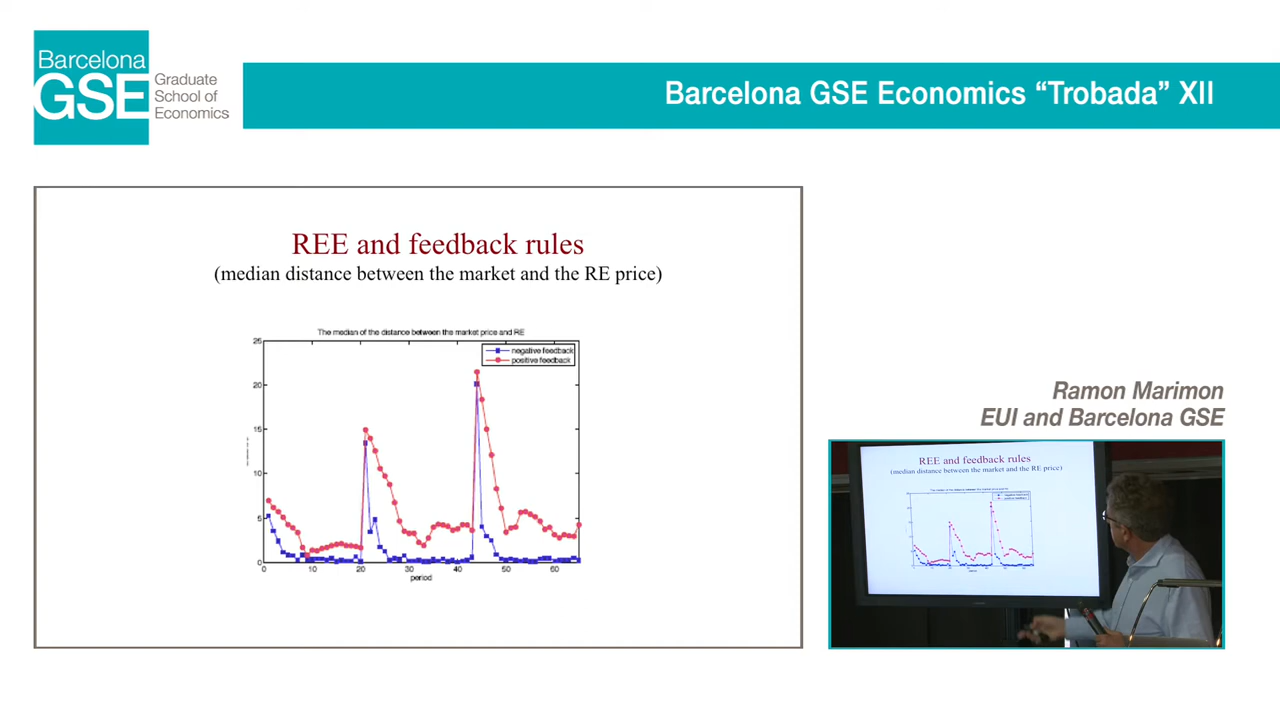 Barcelona
GSE
Graduate
School of
Economics
Barcelona GSE Economics “Trobada” XII
REE and feedback rules
(median distance between the market and the RE price)
The median of the distance between the market price and RE
negative feedback
positive feedback
25
20
15
10
5
0
0 10 20 30 40 50 60
period
Ramon Marimon
EUI and Barcelona GSE
REE and feedback rules
(median distance between the market and the RE price)